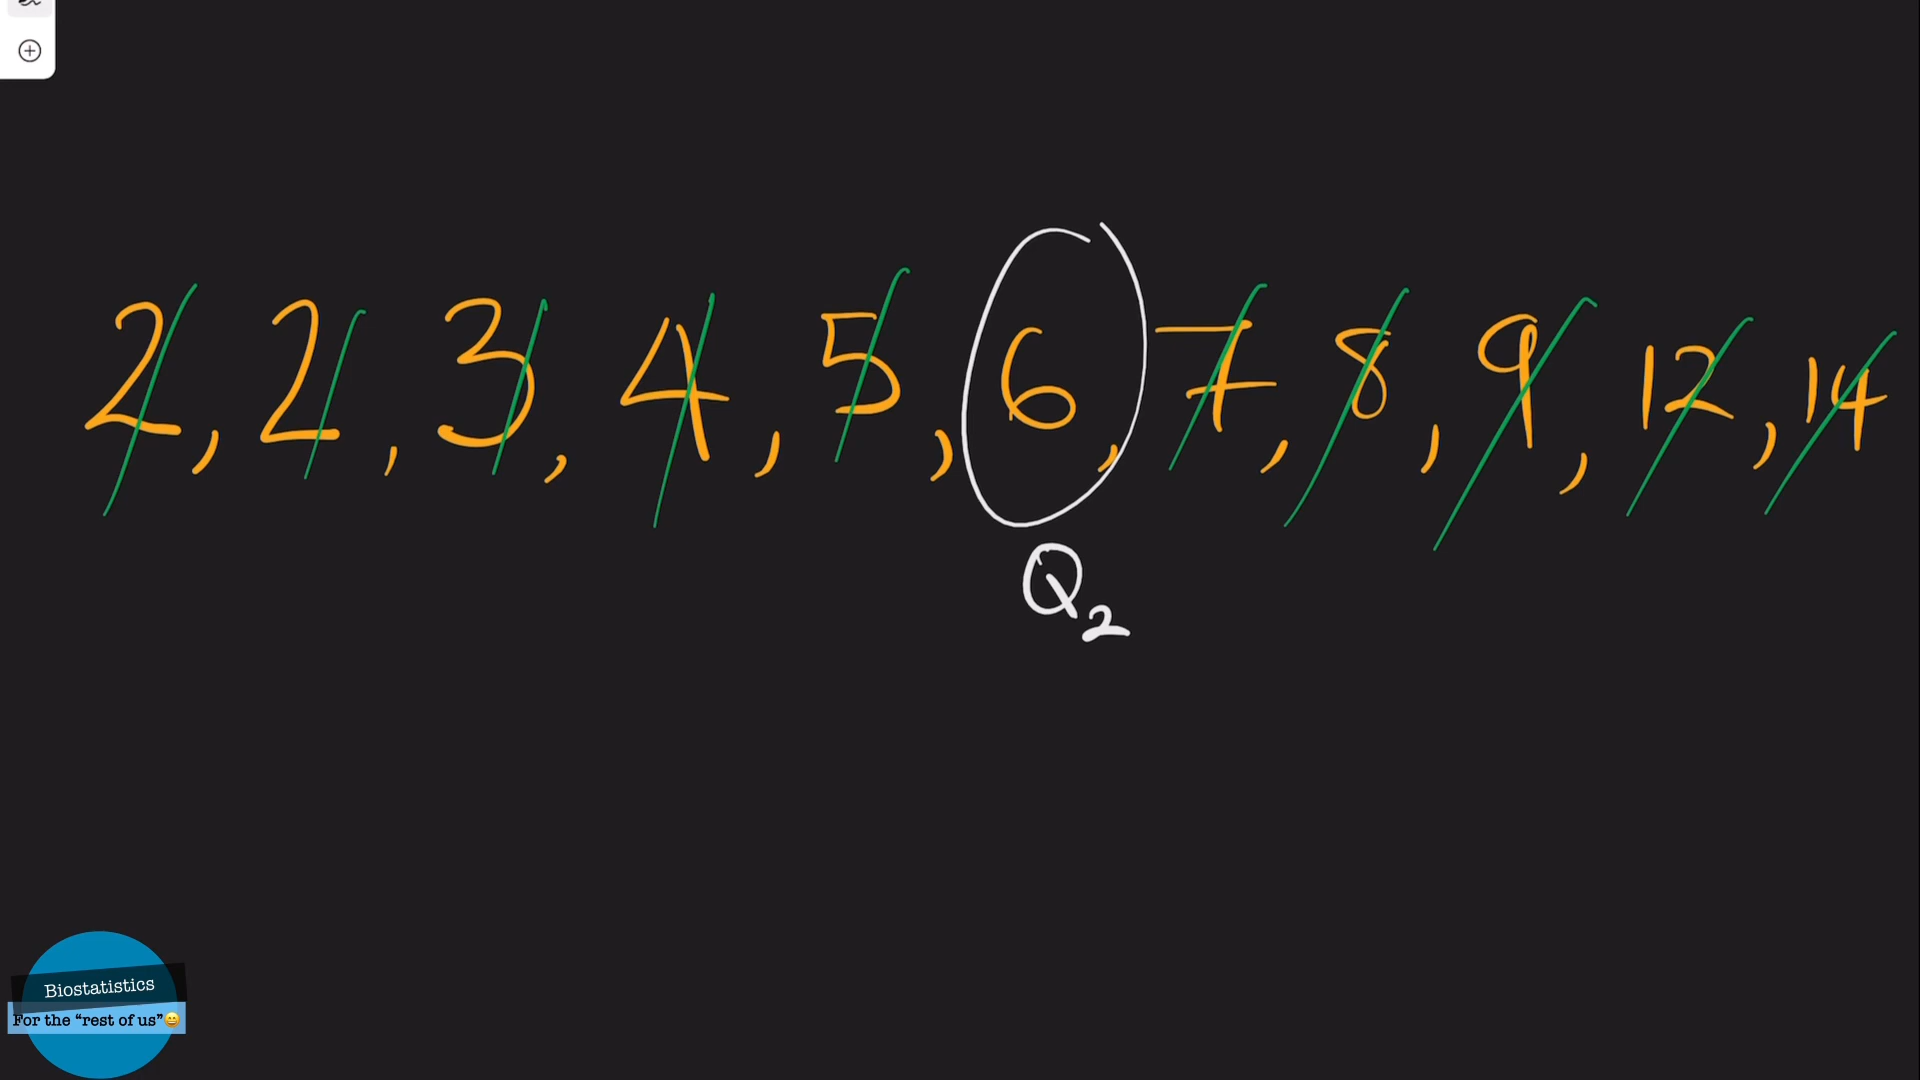 2, 2, 3, 4, 5, 6, 7, 8, 9, 12, 14
Q₂
Biostatistics
For the “rest of us”😄